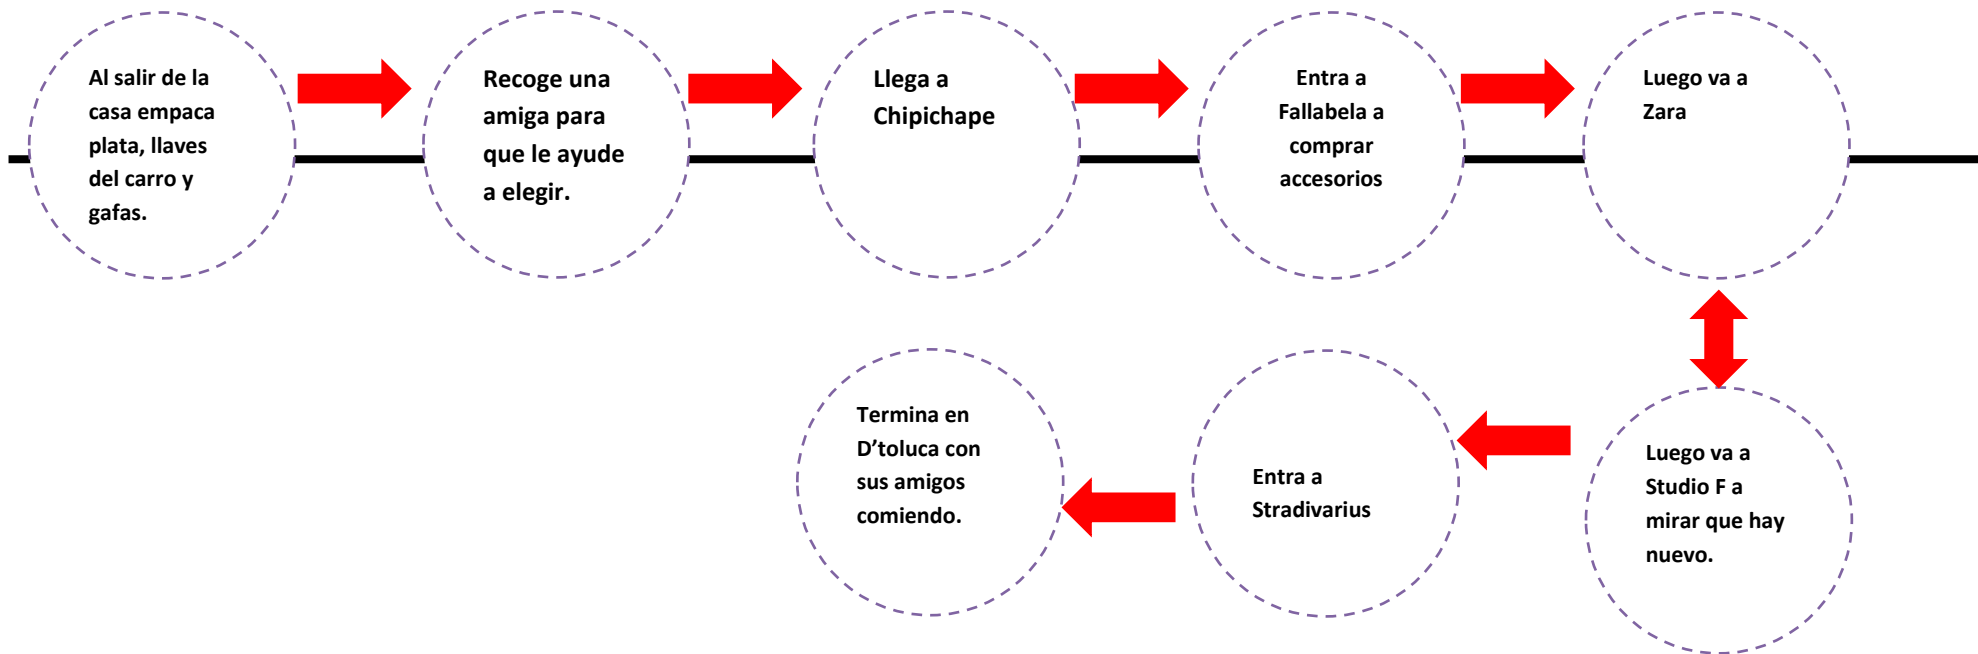 Al salir de la
casa empaca
plata, llaves
del carro y
gafas.
Recoge una
amiga para
que le ayude
a elegir.
Llega a
Chipichape
Entra a
Fallabela a
comprar
accesorios
Luego va a
Zara
Luego va a
Studio F a
mirar que hay
nuevo.
Entra a
Stradivarius
Termina en
D'toluca con
sus amigos
comiendo.